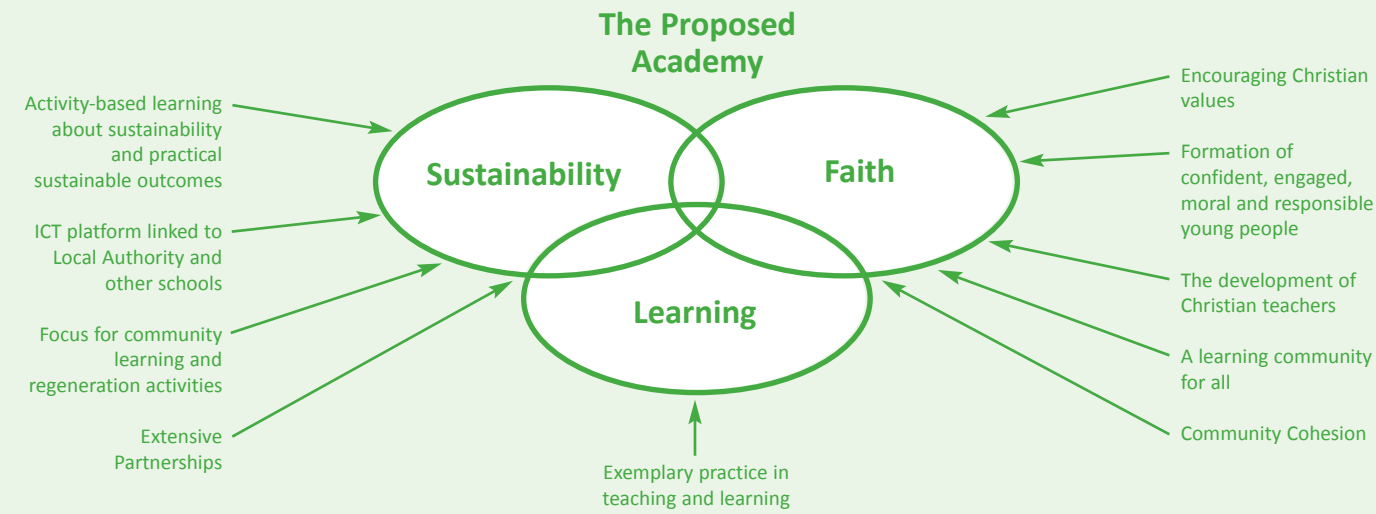 The Proposed
Academy
Activity-based learning
about sustainability
and practical
sustainable outcomes
ICT platform linked to
Local Authority and
other schools
Focus for community
learning and
regeneration activities
Extensive
Partnerships
Sustainability
Faith
Learning
Exemplary practice in
teaching and learning
Encouraging Christian
values
Formation of
confident, engaged,
moral and responsible
young people
The development of
Christian teachers
A learning community
for all
Community Cohesion